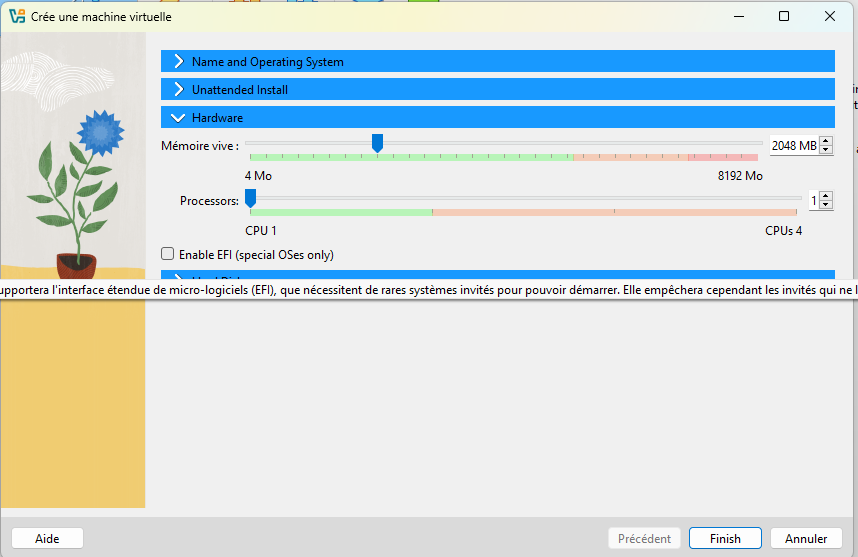 Crée une machine virtuelle
Name and Operating System
Unattended Install
Hardware
Mémoire vive : 2048 MB
4 Mo 8192 Mo
Processors: 1
CPU 1 CPUs 4
Enable EFI (special OSes only)
upportera l'interface étendue de micro-logiciels (EFI), que nécessitent de rares systèmes invités pour pouvoir démarrer. Elle empêchera cependant les invités qui ne l
Aide Précédent Finish Annuler